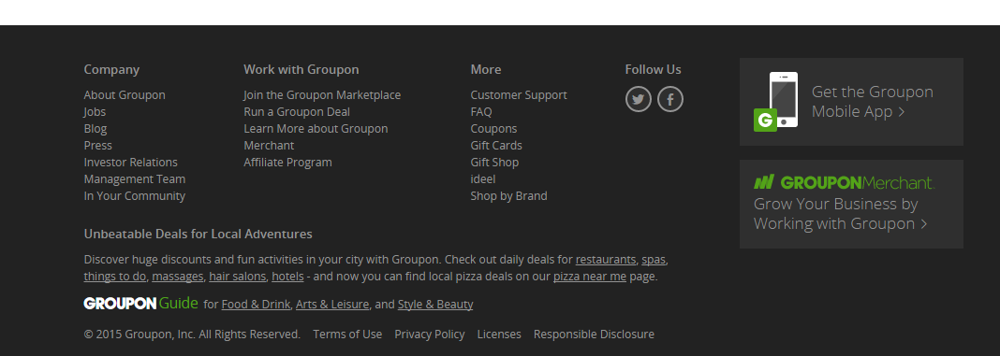 Company
About Groupon
Jobs
Blog
Press
Investor Relations
Management Team
In Your Community
Work with Groupon
Join the Groupon Marketplace
Run a Groupon Deal
Learn More about Groupon
Merchant
Affiliate Program
More
Customer Support
FAQ
Coupons
Gift Cards
Gift Shop
ideel
Shop by Brand
Follow Us
G
Get the Groupon
Mobile App >
GROUPONMerchant.
Grow Your Business by
Working with Groupon >
Unbeatable Deals for Local Adventures
Discover huge discounts and fun activities in your city with Groupon. Check out daily deals for restaurants, spas,
things to do, massages, hair salons, hotels - and now you can find local pizza deals on our pizza near me page.
GROUPON Guide for Food & Drink, Arts & Leisure, and Style & Beauty
© 2015 Groupon, Inc. All Rights Reserved. Terms of Use Privacy Policy Licenses Responsible Disclosure